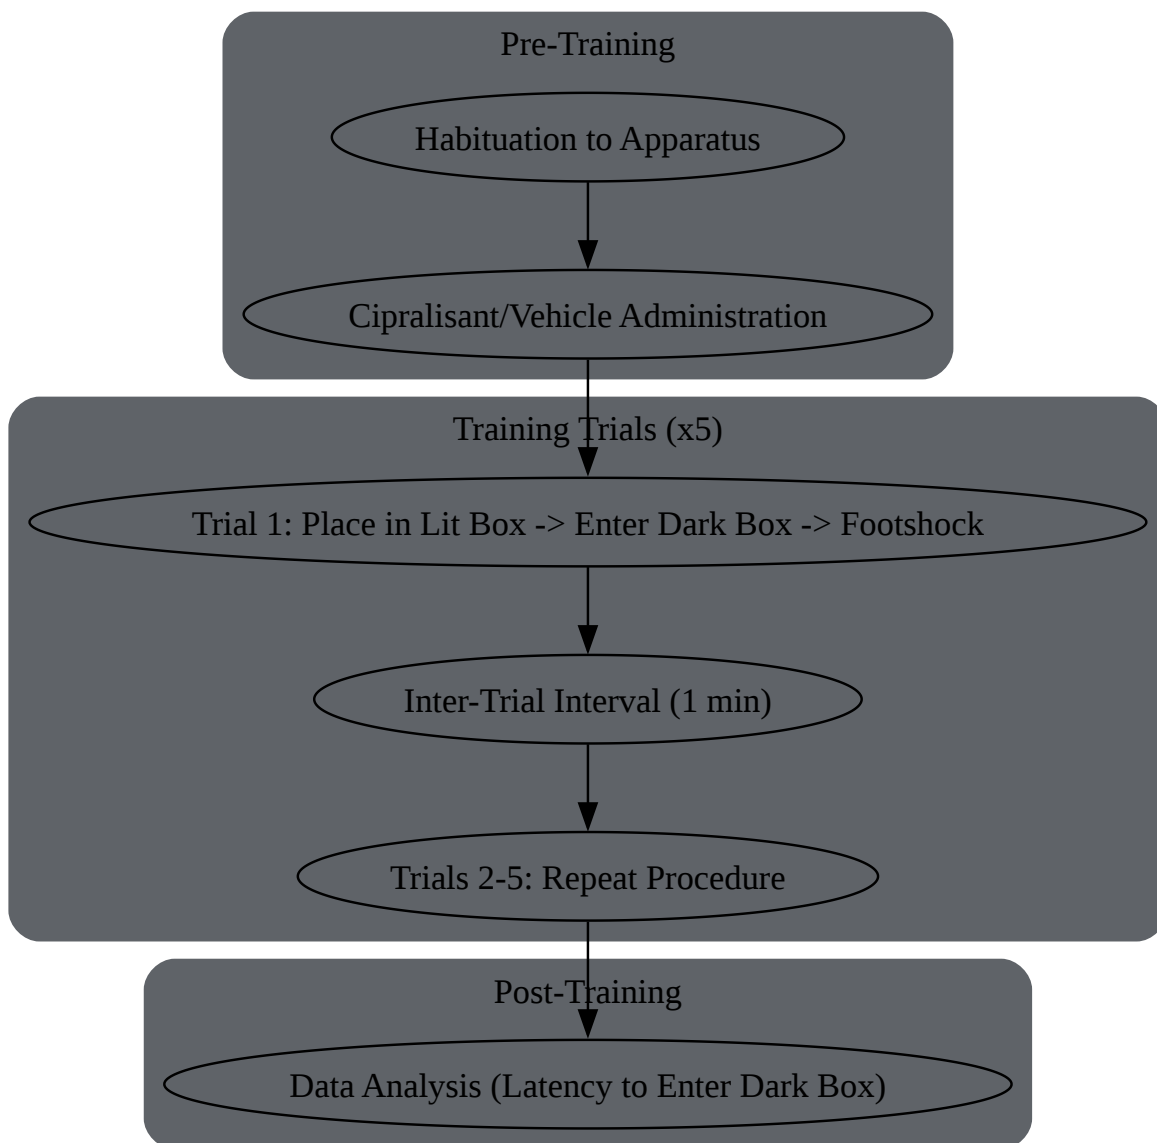 Pre-Training
Habituation to Apparatus
Cipralisant/Vehicle Administration
Training Trials (x5)
Trial 1: Place in Lit Box -> Enter Dark Box -> Footshock
Inter-Trial Interval (1 min)
Trials 2-5: Repeat Procedure
Post-Training
Data Analysis (Latency to Enter Dark Box)